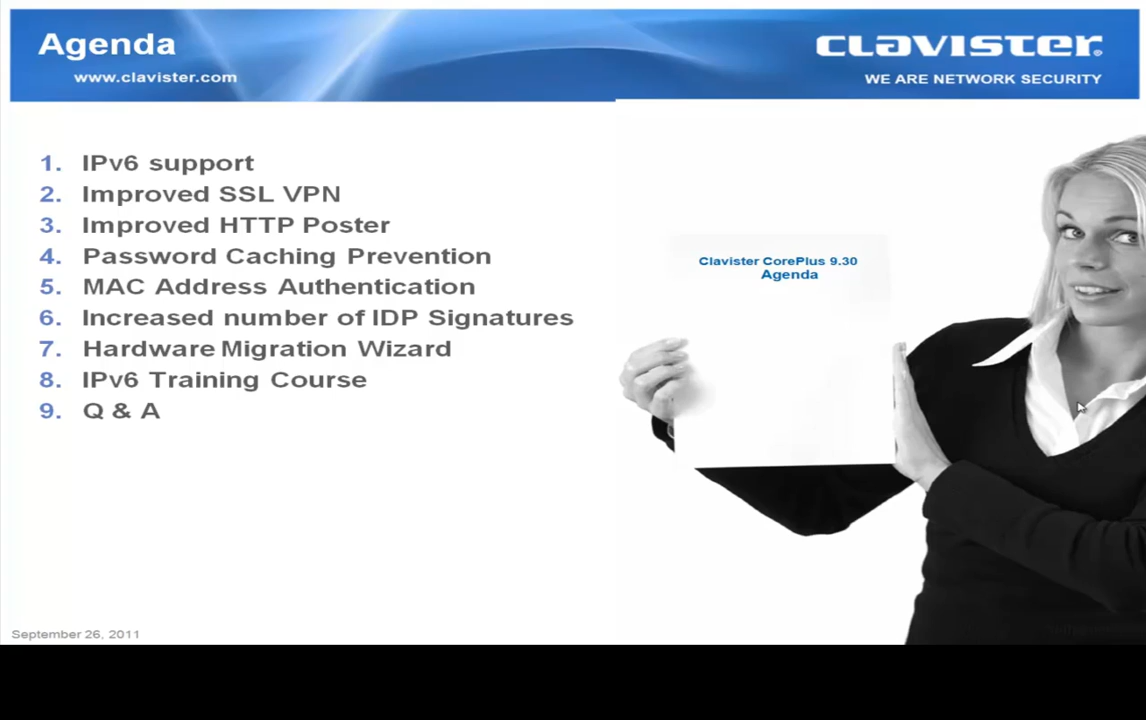 Agenda
www.clavister.com
CLAVISTER®
WE ARE NETWORK SECURITY
1. IPv6 support
2. Improved SSL VPN
3. Improved HTTP Poster
4. Password Caching Prevention
5. MAC Address Authentication
6. Increased number of IDP Signatures
7. Hardware Migration Wizard
8. IPv6 Training Course
9. Q & A
Clavister CorePlus 9.30
Agenda
September 26, 2011